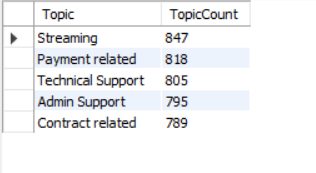 Topic TopicCount
Streaming 847
Payment related 818
Technical Support 805
Admin Support 795
Contract related 789